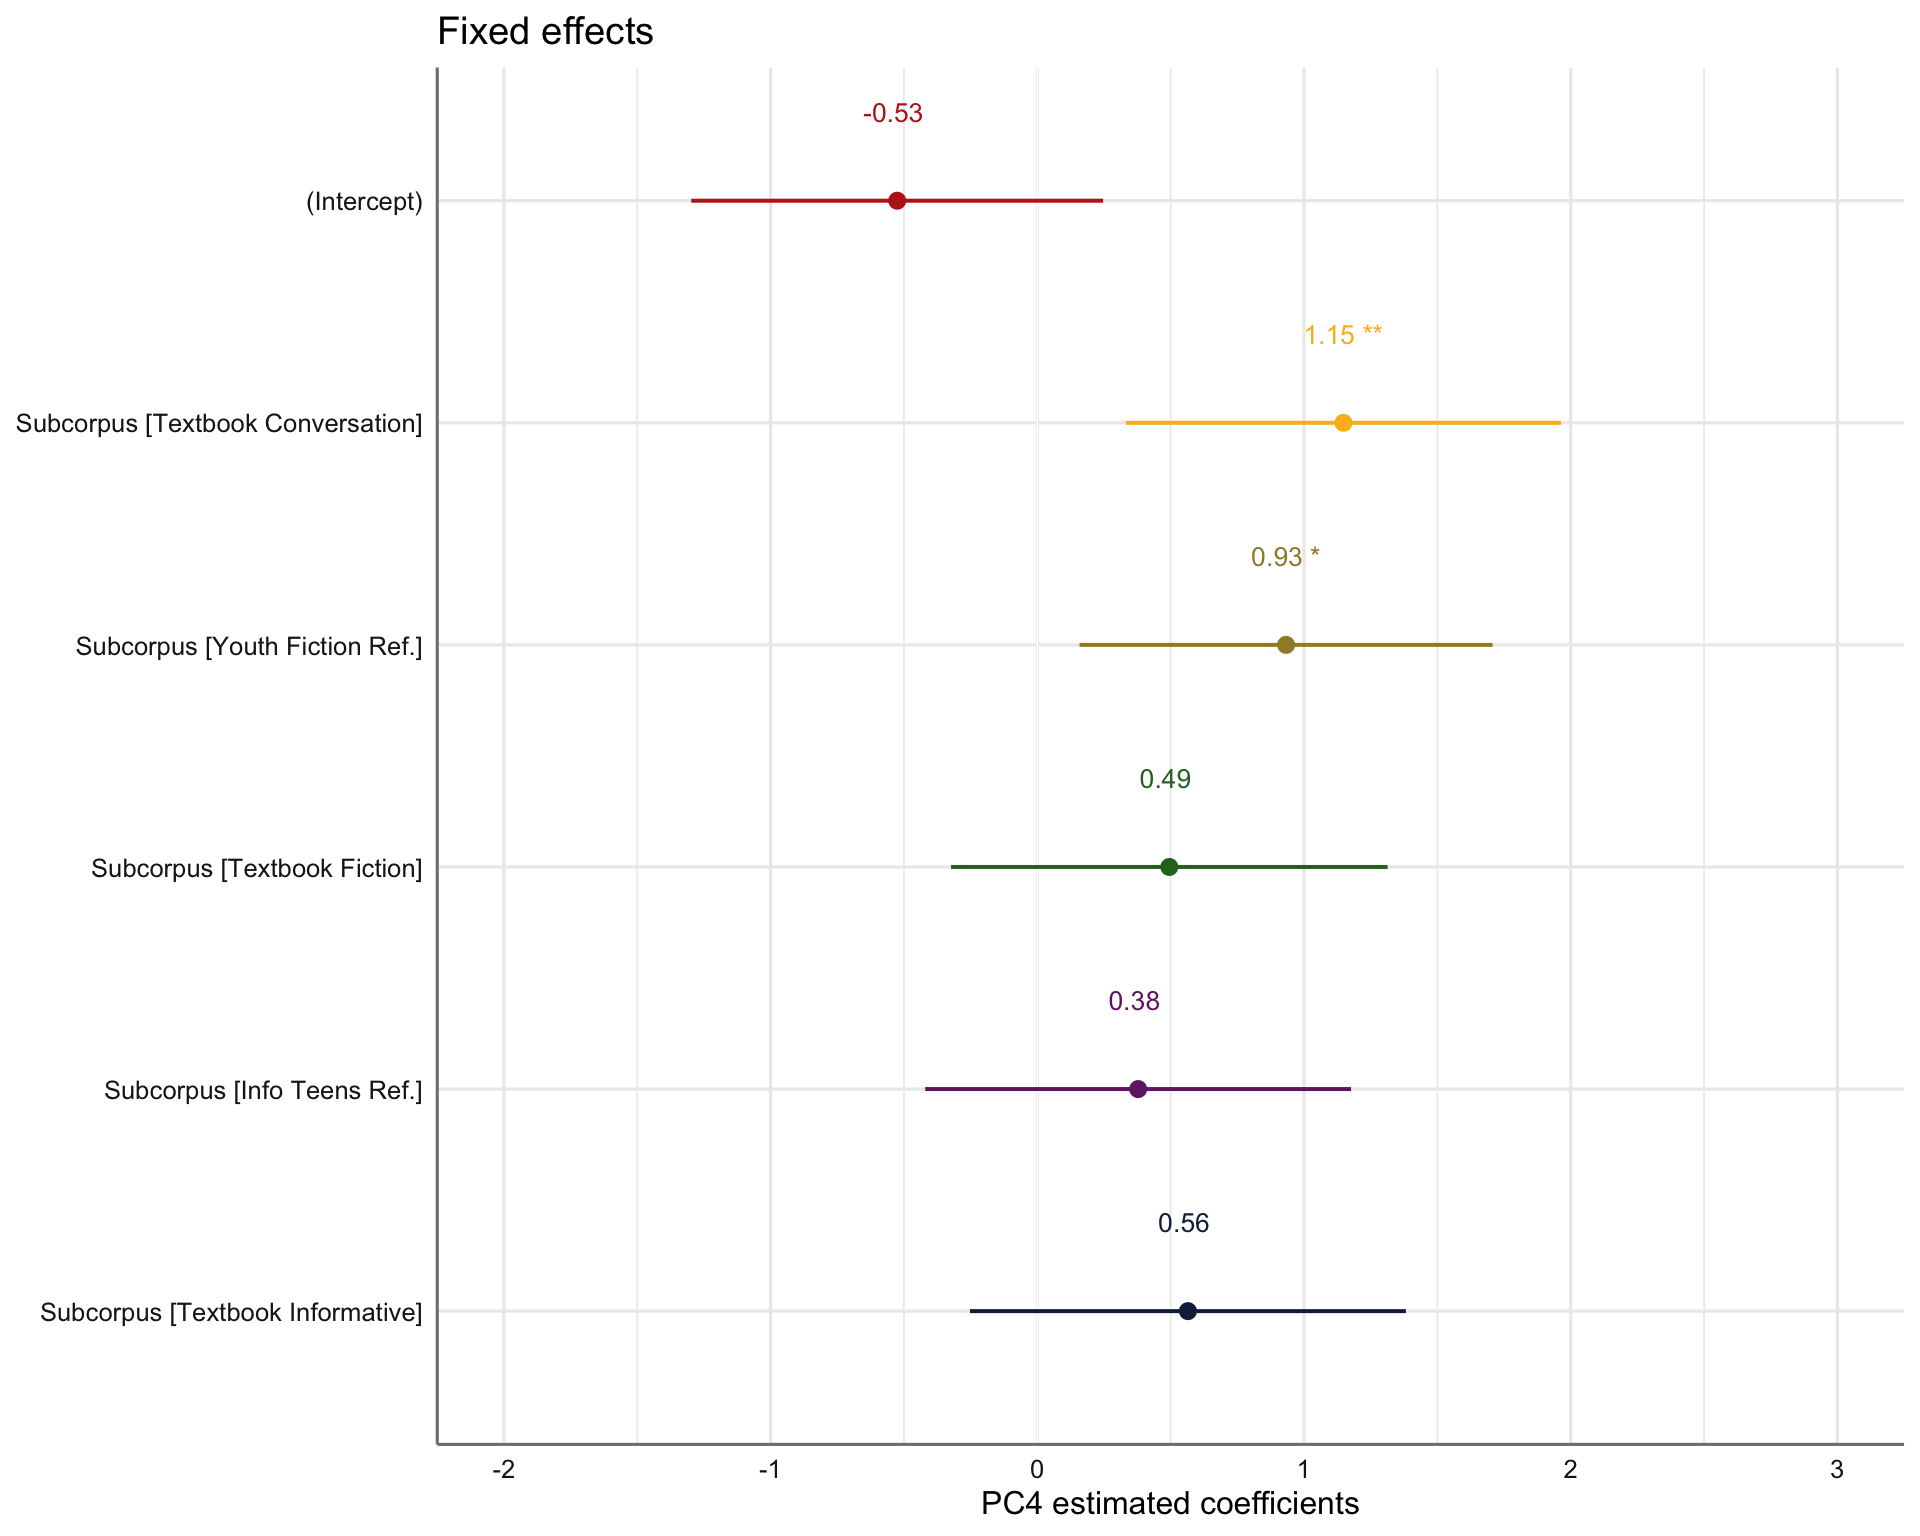 Fixed effects
-0.53
(Intercept)
1.15 **
Subcorpus [Textbook Conversation]
0.93 *
Subcorpus [Youth Fiction Ref.]
0.49
Subcorpus [Textbook Fiction]
0.38
Subcorpus [Info Teens Ref.]
0.56
Subcorpus [Textbook Informative]
-2 -1 0 1 2 3
PC4 estimated coefficients